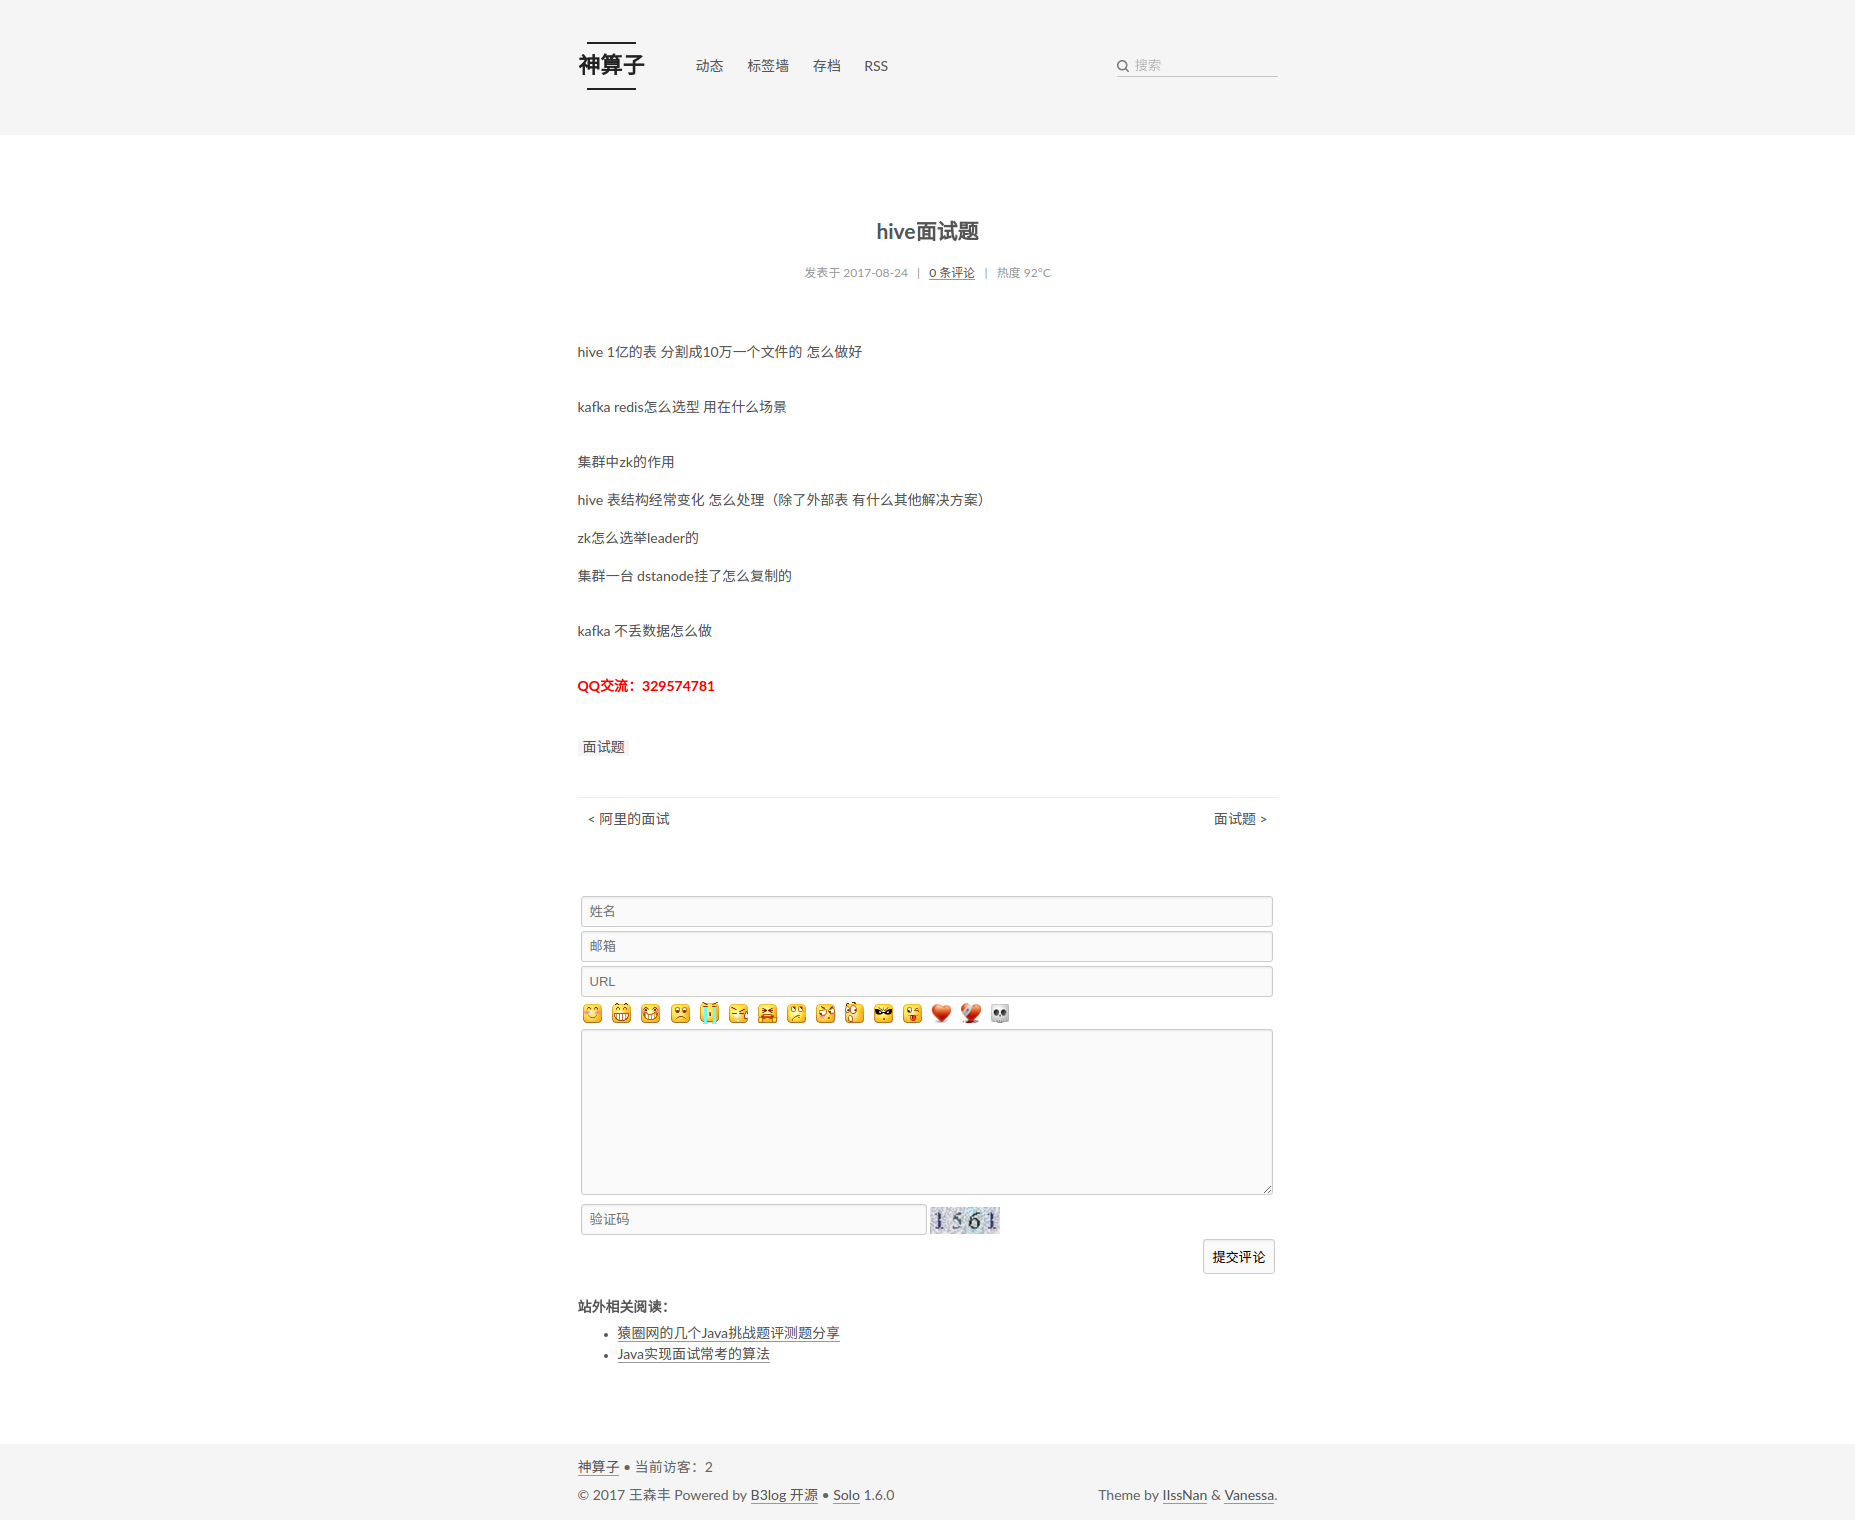 神算子
动态 标签墙 存档 RSS
搜索
hive面试题
发表于 2017-08-24 | 0 条评论 | 热度 92°C
hive 1亿的表 分割成10万一个文件的 怎么做好
kafka redis怎么选型 用在什么场景
集群中zk的作用
hive 表结构经常变化 怎么处理（除了外部表 有什么其他解决方案）
zk怎么选举leader的
集群一台 dstanode挂了怎么复制的
kafka 不丢数据怎么做
QQ交流：329574781
面试题
< 阿里的面试 面试题 >
姓名
邮箱
URL
验证码 1561
提交评论
站外相关阅读：
猿圈网的几个Java挑战题评测题分享
Java实现面试常考的算法
神算子 • 当前访客：2
© 2017 王森丰 Powered by B3log 开源 • Solo 1.6.0 Theme by IIssNan & Vanessa.